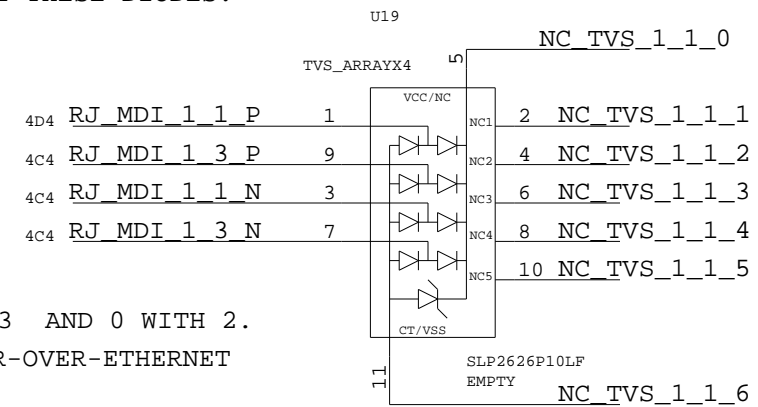 THESE DIODES.
U19
NC_TVS_1_1_0
5
TVS_ARRAYX4
VCC/NC
4D4 RJ_MDI_1_1_P 1 NC1 2 NC_TVS_1_1_1
4C4 RJ_MDI_1_3_P 9 NC2 4 NC_TVS_1_1_2
4C4 RJ_MDI_1_1_N 3 NC3 6 NC_TVS_1_1_3
4C4 RJ_MDI_1_3_N 7 NC4 8 NC_TVS_1_1_4
NC5 10 NC_TVS_1_1_5
3 AND 0 WITH 2.
CT/VSS
R-OVER-ETHERNET
SLP2626P10LF
11
EMPTY
NC_TVS_1_1_6